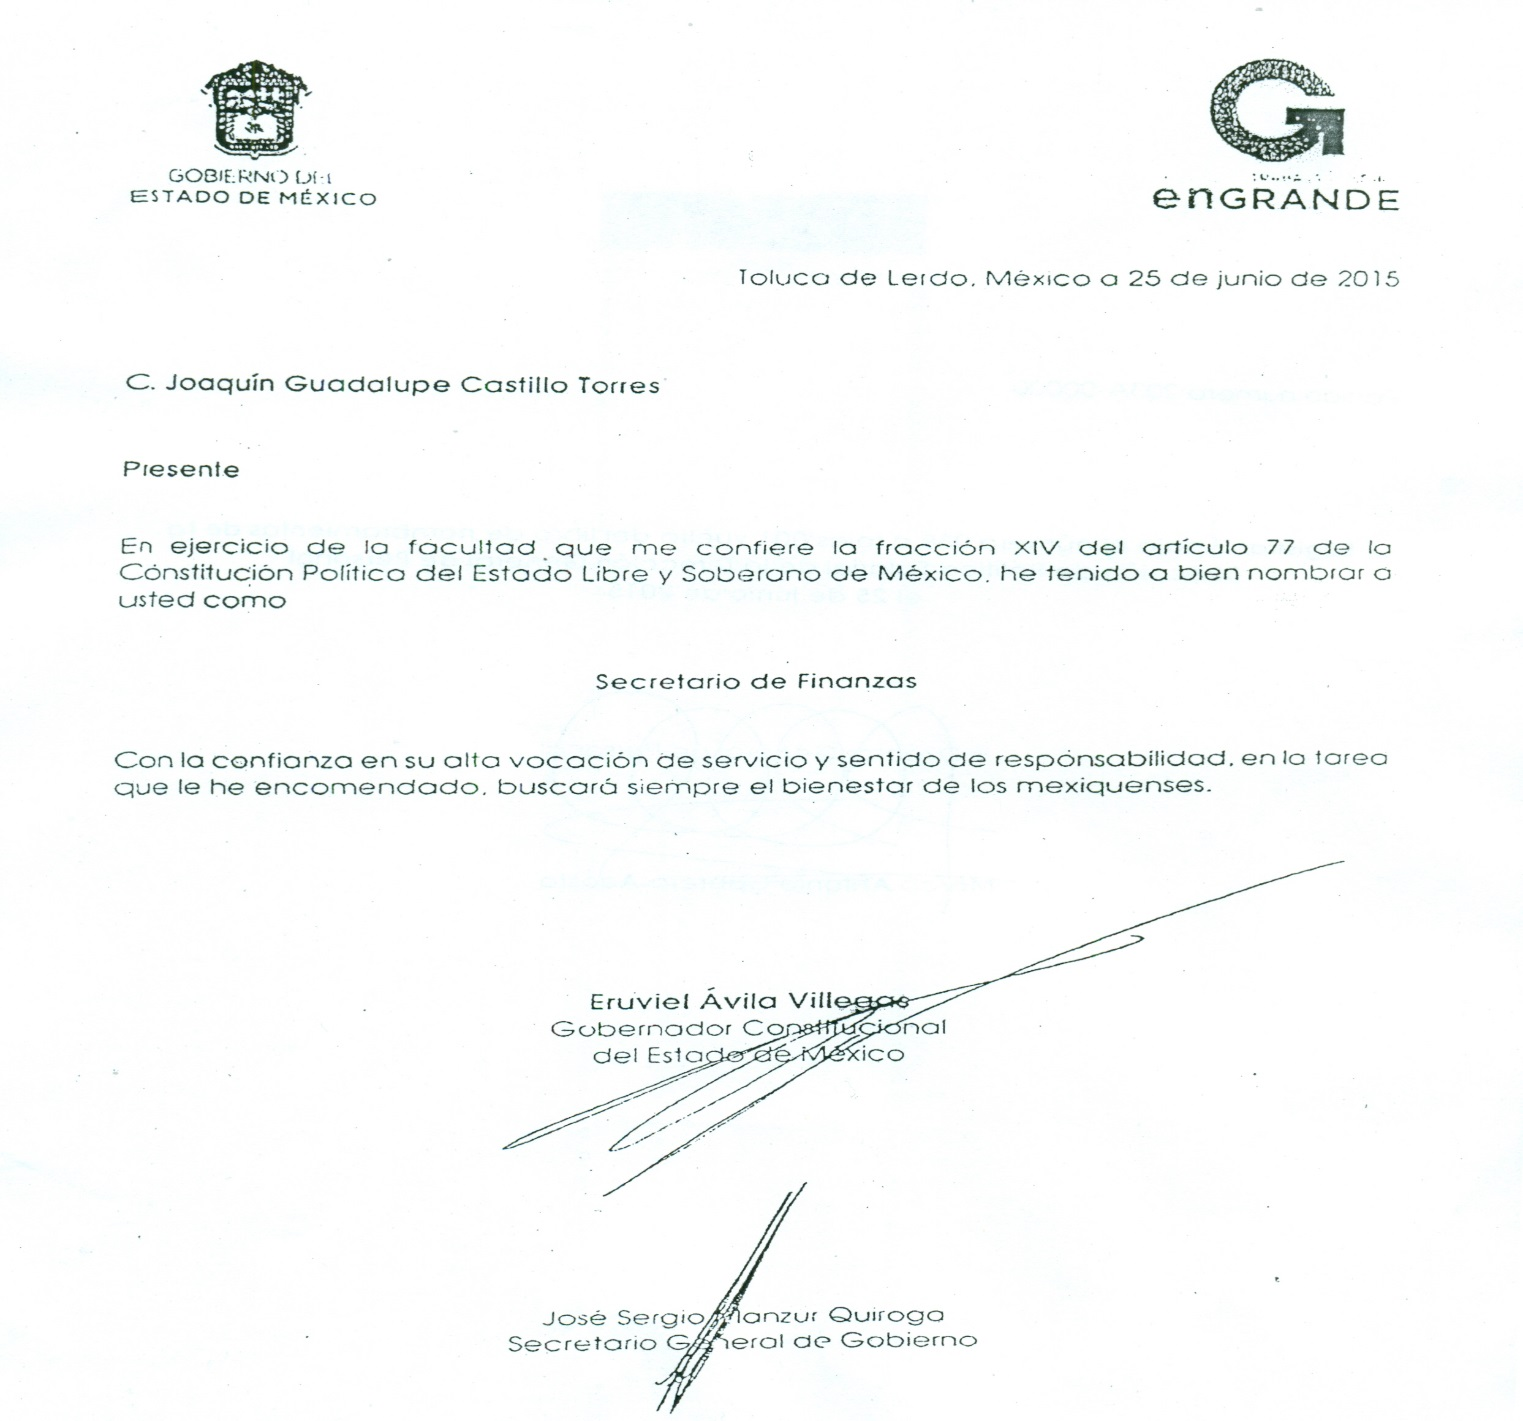 GOBIERNO DEL
ESTADO DE MÉXICO
enGRANDE
Toluca de Lerdo, México a 25 de junio de 2015
C. Joaquín Guadalupe Castillo Torres
Presente
En ejercicio de la facultad que me confiere la fracción XIV del artículo 77 de la
Constitución Política del Estado Libre y Soberano de México, he tenido a bien nombrar a
usted como
Secretario de Finanzas
Con la confianza en su alta vocación de servicio y sentido de responsabilidad, en la tarea
que le he encomendado, buscará siempre el bienestar de los mexiquenses.
Eruviel Ávila Villegas
Gobernador Constitucional
del Estado de México
José Sergio Manzur Quiroga
Secretario General de Gobierno